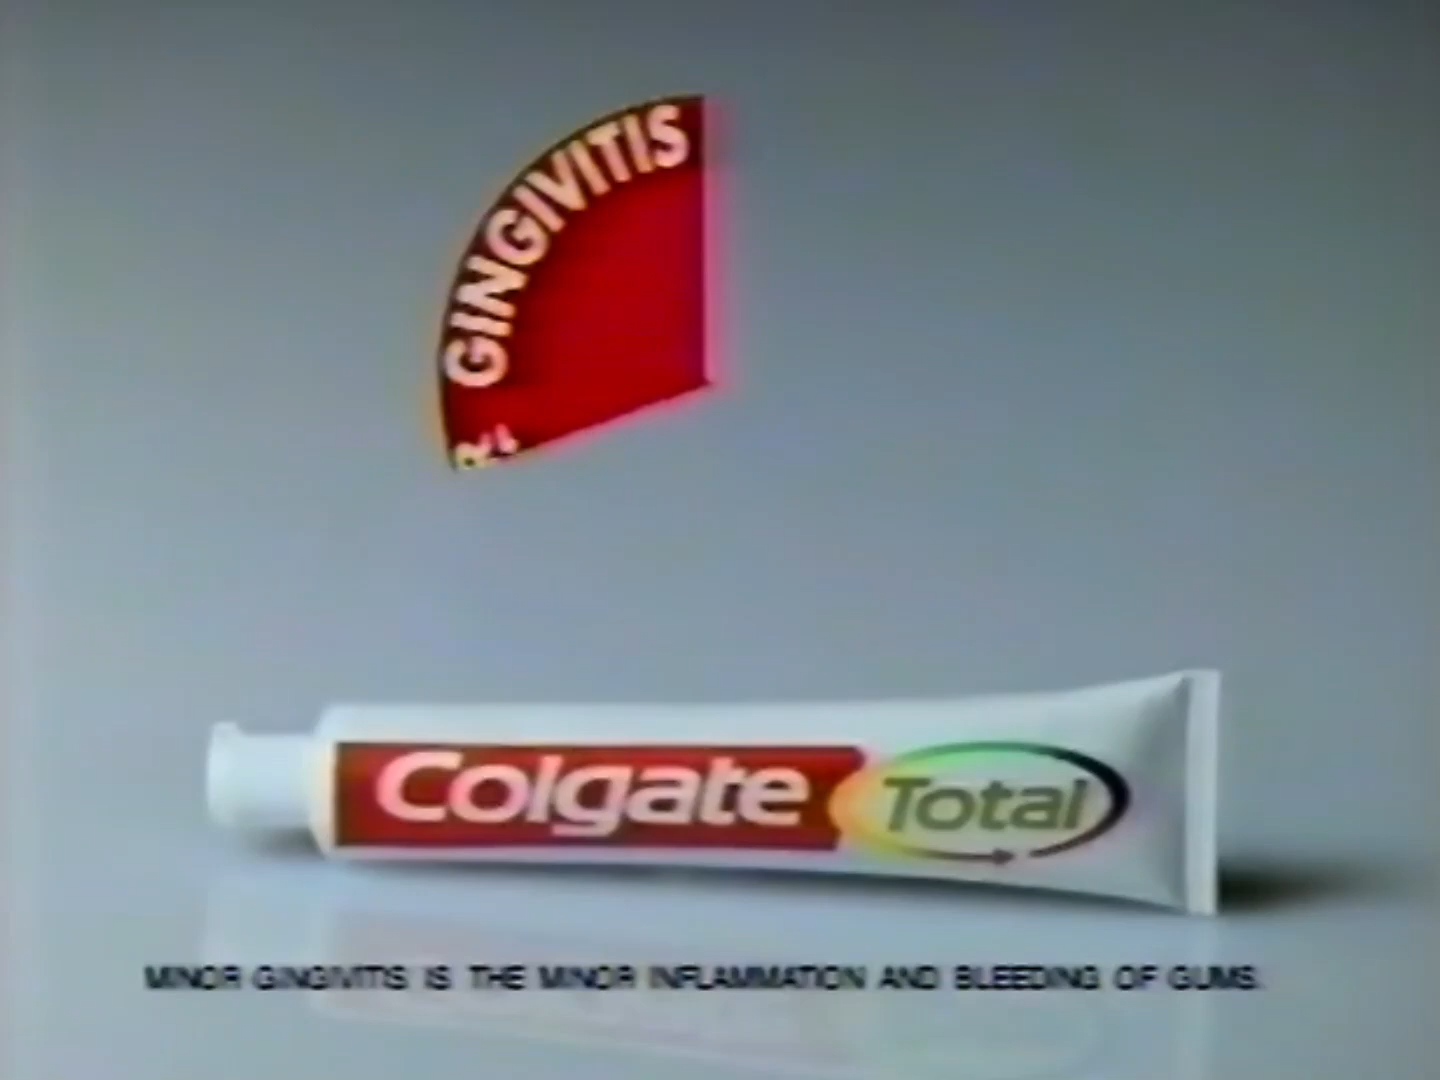 GINGIVITIS
Colgate Total
MINOR GINGIVITIS IS THE MINOR INFLAMMATION AND BLEEDING OF GUMS.